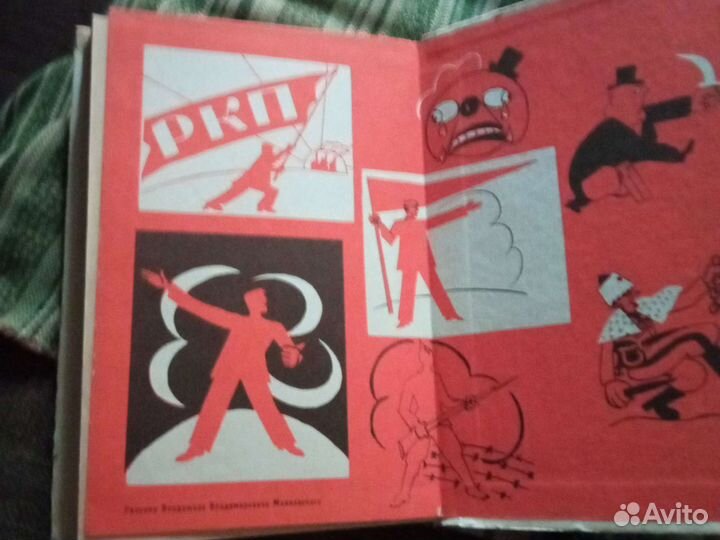 РКП
Рисунки Владимира Владимировича Маяковского
Avito